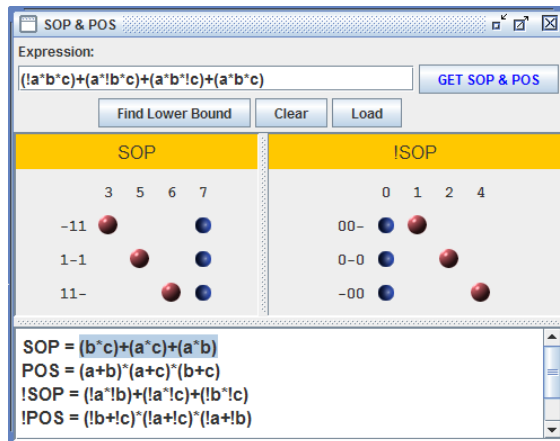 SOP & POS
Expression:
(!a*b*c)+(a*!b*c)+(a*b*!c)+(a*b*c)
GET SOP & POS
Find Lower Bound Clear Load
SOP !SOP
3 5 6 7 0 1 2 4
-11 00-
1-1 0-0
11- -00
SOP = (b*c)+(a*c)+(a*b)
POS = (a+b)*(a+c)*(b+c)
!SOP = (!a*!b)+(!a*!c)+(!b*!c)
!POS = (!b+!c)*(!a+!c)*(!a+!b)